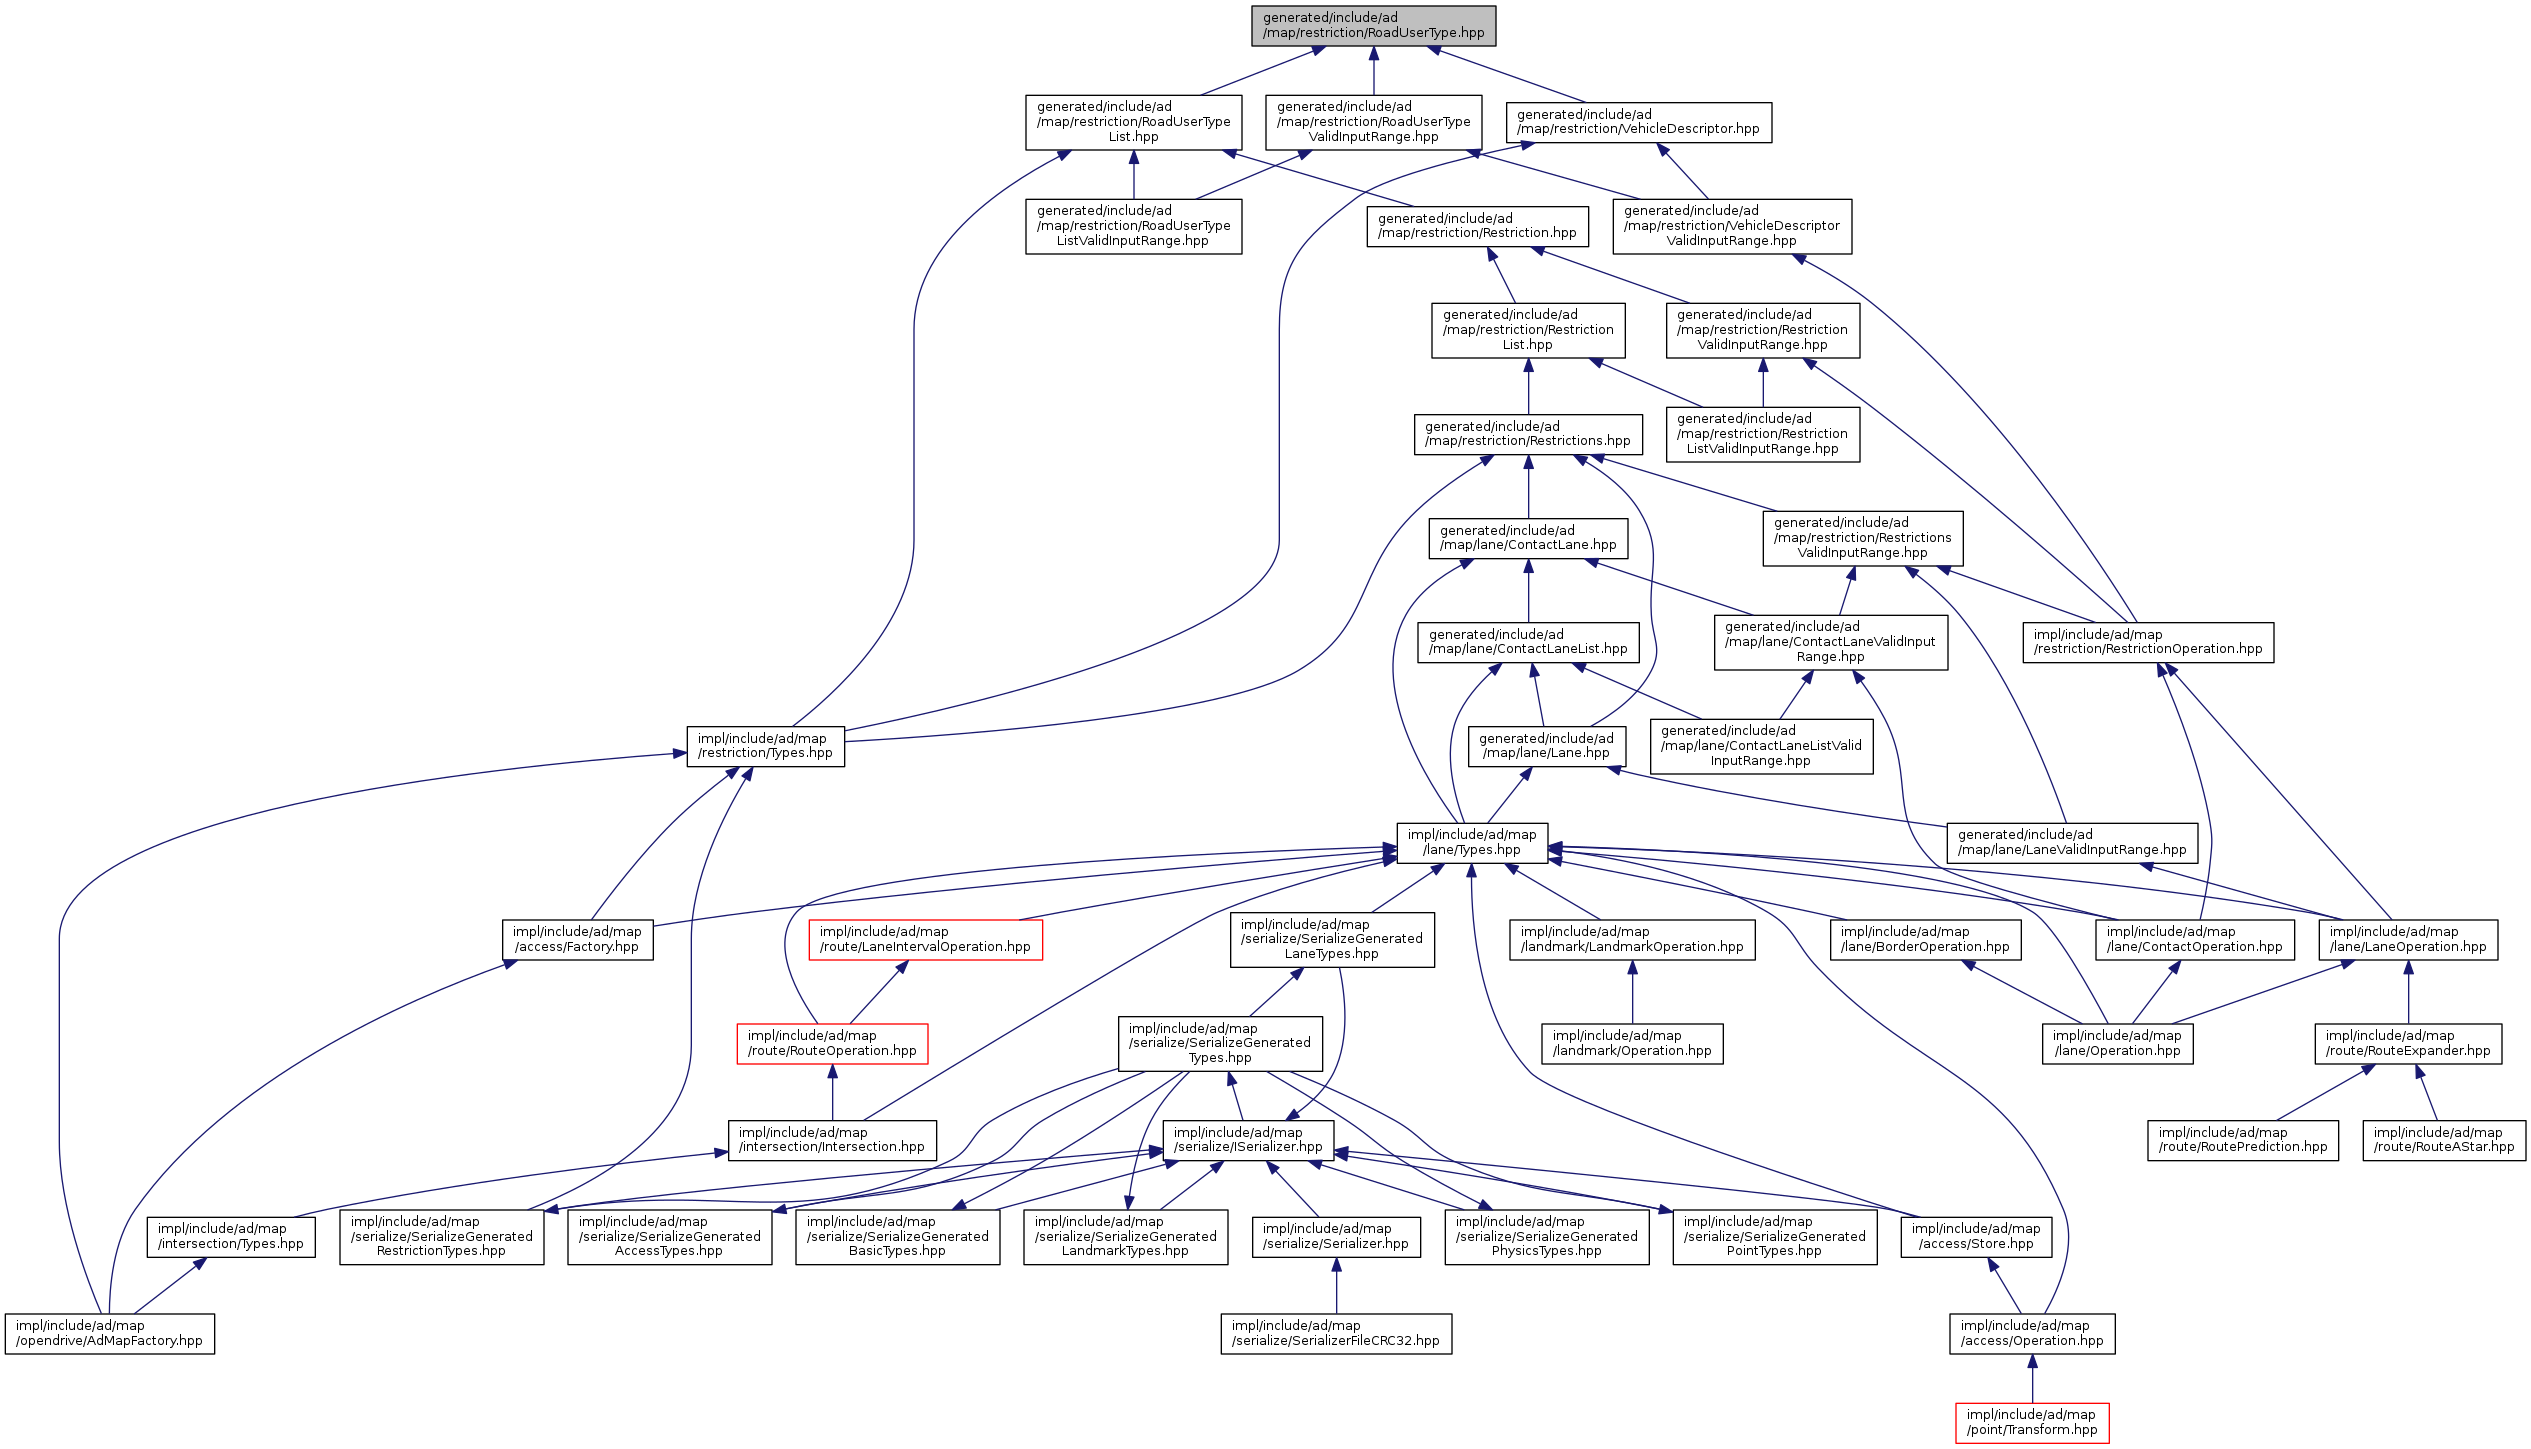 generated/include/ad
/map/restriction/RoadUserType.hpp
generated/include/ad
/map/restriction/RoadUserType
List.hpp
generated/include/ad
/map/restriction/RoadUserType
ValidInputRange.hpp
generated/include/ad
/map/restriction/VehicleDescriptor.hpp
generated/include/ad
/map/restriction/RoadUserType
ListValidInputRange.hpp
generated/include/ad
/map/restriction/Restriction.hpp
generated/include/ad
/map/restriction/VehicleDescriptor
ValidInputRange.hpp
generated/include/ad
/map/restriction/Restriction
List.hpp
generated/include/ad
/map/restriction/Restriction
ValidInputRange.hpp
generated/include/ad
/map/restriction/Restrictions.hpp
generated/include/ad
/map/restriction/Restriction
ListValidInputRange.hpp
generated/include/ad
/map/lane/ContactLane.hpp
generated/include/ad
/map/restriction/Restrictions
ValidInputRange.hpp
generated/include/ad
/map/lane/ContactLaneList.hpp
generated/include/ad
/map/lane/ContactLaneValidInput
Range.hpp
impl/include/ad/map
/restriction/RestrictionOperation.hpp
impl/include/ad/map
/restriction/Types.hpp
generated/include/ad
/map/lane/Lane.hpp
generated/include/ad
/map/lane/ContactLaneListValid
InputRange.hpp
impl/include/ad/map
/lane/Types.hpp
generated/include/ad
/map/lane/LaneValidInputRange.hpp
impl/include/ad/map
/access/Factory.hpp
impl/include/ad/map
/route/LaneIntervalOperation.hpp
impl/include/ad/map
/serialize/SerializeGenerated
LaneTypes.hpp
impl/include/ad/map
/landmark/LandmarkOperation.hpp
impl/include/ad/map
/lane/BorderOperation.hpp
impl/include/ad/map
/lane/ContactOperation.hpp
impl/include/ad/map
/lane/LaneOperation.hpp
impl/include/ad/map
/route/RouteOperation.hpp
impl/include/ad/map
/serialize/SerializeGenerated
Types.hpp
impl/include/ad/map
/landmark/Operation.hpp
impl/include/ad/map
/lane/Operation.hpp
impl/include/ad/map
/route/RouteExpander.hpp
impl/include/ad/map
/intersection/Intersection.hpp
impl/include/ad/map
/serialize/ISerializer.hpp
impl/include/ad/map
/route/RoutePrediction.hpp
impl/include/ad/map
/route/RouteAStar.hpp
impl/include/ad/map
/intersection/Types.hpp
impl/include/ad/map
/serialize/SerializeGenerated
RestrictionTypes.hpp
impl/include/ad/map
/serialize/SerializeGenerated
AccessTypes.hpp
impl/include/ad/map
/serialize/SerializeGenerated
BasicTypes.hpp
impl/include/ad/map
/serialize/SerializeGenerated
LandmarkTypes.hpp
impl/include/ad/map
/serialize/Serializer.hpp
impl/include/ad/map
/serialize/SerializeGenerated
PhysicsTypes.hpp
impl/include/ad/map
/serialize/SerializeGenerated
PointTypes.hpp
impl/include/ad/map
/access/Store.hpp
impl/include/ad/map
/opendrive/AdMapFactory.hpp
impl/include/ad/map
/serialize/SerializerFileCRC32.hpp
impl/include/ad/map
/access/Operation.hpp
impl/include/ad/map
/point/Transform.hpp